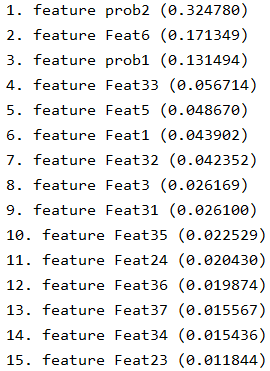 1. feature prob2 (0.324780)
2. feature Feat6 (0.171349)
3. feature prob1 (0.131494)
4. feature Feat33 (0.056714)
5. feature Feat5 (0.048670)
6. feature Feat1 (0.043902)
7. feature Feat32 (0.042352)
8. feature Feat3 (0.026169)
9. feature Feat31 (0.026100)
10. feature Feat35 (0.022529)
11. feature Feat24 (0.020430)
12. feature Feat36 (0.019874)
13. feature Feat37 (0.015567)
14. feature Feat34 (0.015436)
15. feature Feat23 (0.011844)